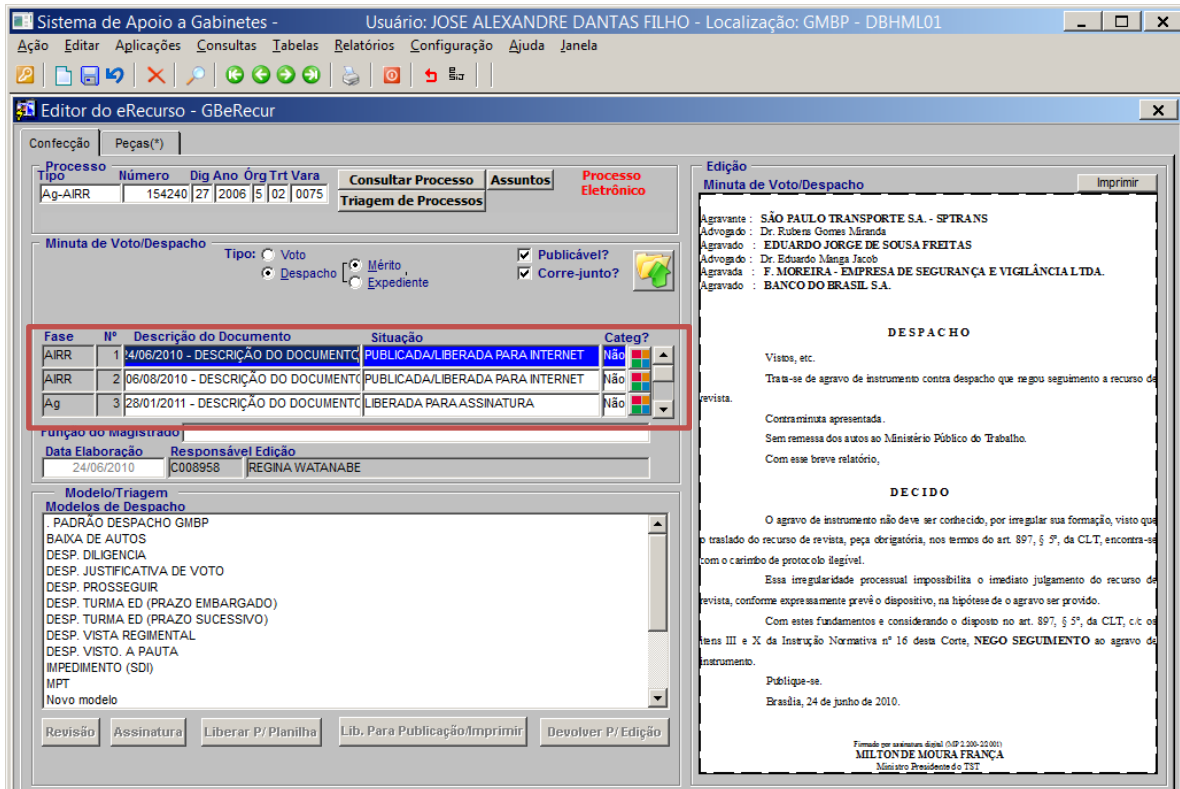 Sistema de Apoio a Gabinetes - Usuário: JOSE ALEXANDRE DANTAS FILHO - Localização: GMBP - DBHML01
Ação Editar Aplicações Consultas Tabelas Relatórios Configuração Ajuda Janela
Editor do eRecurso - GBeRecur
Confecção Peças(*)
Processo
Tipo Número Dig Ano Órg Trt Vara
Ag-AIRR 154240 27 2006 5 02 0075
Consultar Processo Assuntos
Triagem de Processos
Processo
Eletrônico
Minuta de Voto/Despacho
Tipo: Voto
Despacho
Mérito
Expediente
Publicável?
Corre-junto?
Fase Nº Descrição do Documento Situação Categ?
AIRR 1 24/06/2010 - DESCRIÇÃO DO DOCUMENTO PUBLICADA/LIBERADA PARA INTERNET Não
AIRR 2 06/08/2010 - DESCRIÇÃO DO DOCUMENTO PUBLICADA/LIBERADA PARA INTERNET Não
Ag 3 28/01/2011 - DESCRIÇÃO DO DOCUMENTO LIBERADA PARA ASSINATURA Não
Função do Magistrado
Data Elaboração Responsável Edição
24/06/2010 C008958 REGINA WATANABE
Modelo/Triagem
Modelos de Despacho
. PADRÃO DESPACHO GMBP
BAIXA DE AUTOS
DESP. DILIGENCIA
DESP. JUSTIFICATIVA DE VOTO
DESP. PROSSEGUIR
DESP. TURMA ED (PRAZO EMBARGADO)
DESP. TURMA ED (PRAZO SUCESSIVO)
DESP. VISTA REGIMENTAL
DESP. VISTO. A PAUTA
IMPEDIMENTO (SDI)
MPT
Novo modelo
Revisão Assinatura Liberar P/ Planilha Lib. Para Publicação/Imprimir Devolver P/ Edição
Edição
Minuta de Voto/Despacho Imprimir
Agravante : SÃO PAULO TRANSPORTE S.A. - SPTRANS
Advogado : Dr. Rubens Gomes Miranda
Agravado : EDUARDO JORGE DE SOUSA FREITAS
Advogado : Dr. Eduardo Manga Jacob
Agravada : F. MOREIRA - EMPRESA DE SEGURANÇA E VIGILÂNCIA LTDA.
Agravado : BANCO DO BRASIL S.A.
DESPACHO
Vistos, etc.
Trata-se de agravo de instrumento contra despacho que negou seguimento a recurso de
revista.
Contraminuta apresentada.
Sem remessa dos autos ao Ministério Público do Trabalho.
Com esse breve relatório,
DECIDO
O agravo de instrumento não deve ser conhecido, por irregular sua formação, visto que
o traslado do recurso de revista, peça obrigatória, nos termos do art. 897, § 5º, da CLT, encontra-se
com o carimbo de protocolo ilegível.
Essa irregularidade processual impossibilita o imediato julgamento do recurso de
revista, conforme expressamente prevê o dispositivo, na hipótese de o agravo ser provido.
Com estes fundamentos e considerando o disposto no art. 897, § 5º, da CLT, c/c os
itens III e X da Instrução Normativa nº 16 desta Corte, NEGO SEGUIMENTO ao agravo de
instrumento.
Publique-se.
Brasília, 24 de junho de 2010.
Firmado por assinatura digital (MP 2.200-2/2001)
MILTON DE MOURA FRANÇA
Ministro Presidente do TST